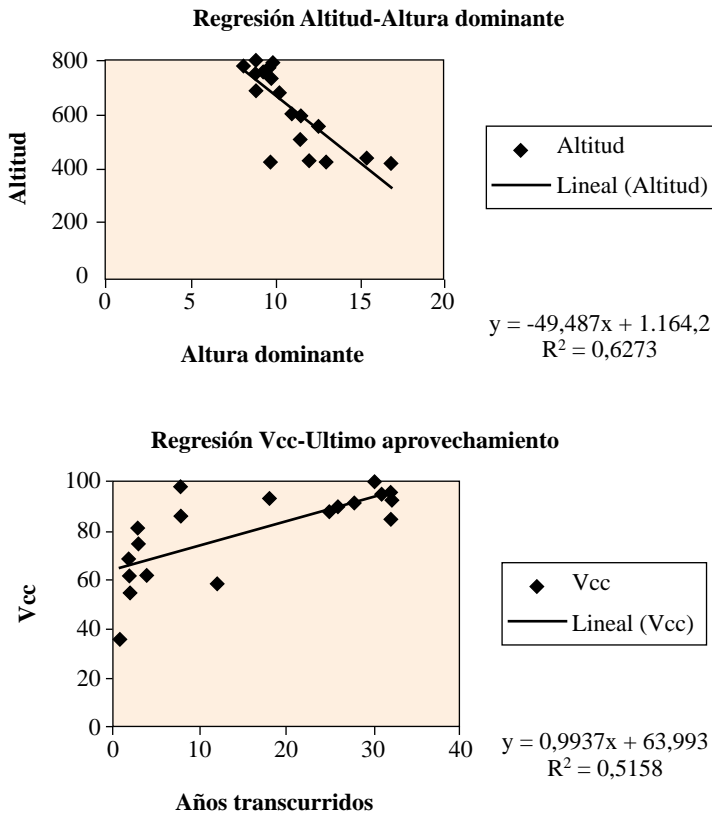 Regresión Altitud-Altura dominante
Altitud
800
600
400
200
0
0 5 10 15 20
Altura dominante
Altitud
Lineal (Altitud)
y = -49,487x + 1.164,2
R² = 0,6273
Regresión Vcc-Ultimo aprovechamiento
Vcc
100
80
60
40
20
0
0 10 20 30 40
Años transcurridos
Vcc
Lineal (Vcc)
y = 0,9937x + 63,993
R² = 0,5158